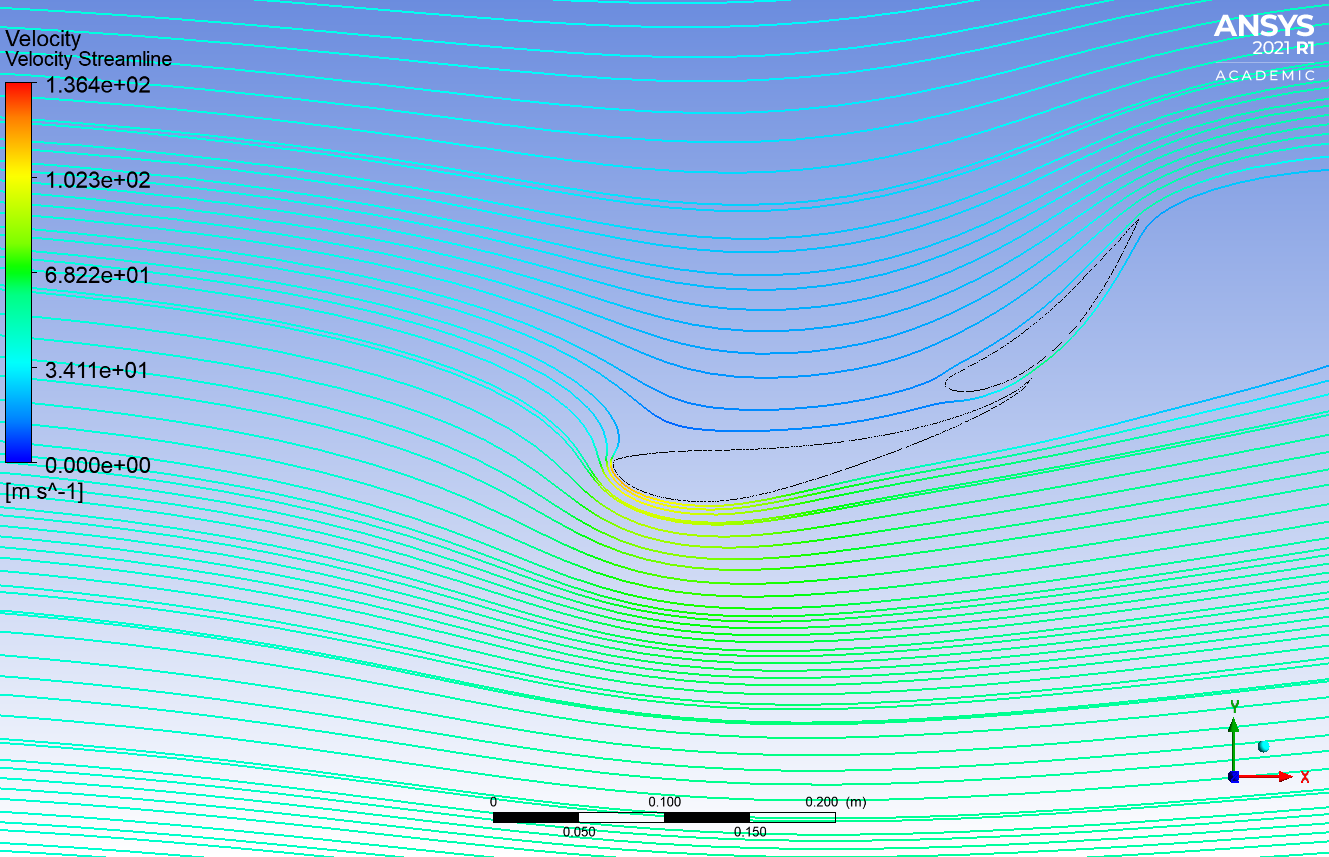 Velocity
Velocity Streamline
1.364e+02
1.023e+02
6.822e+01
3.411e+01
0.000e+00
[m s^-1]
ANSYS
2021 R1
ACADEMIC
Y
X
0 0.100 0.200 (m)
0.050 0.150